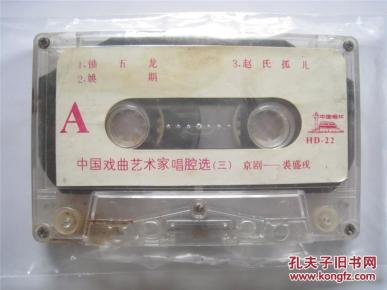 1.锁五龙
3.赵氏孤儿
2.姚期
中国唱片
A
HD-22
中国戏曲艺术家唱腔选(三) 京剧——裘盛戎
孔夫子旧书网